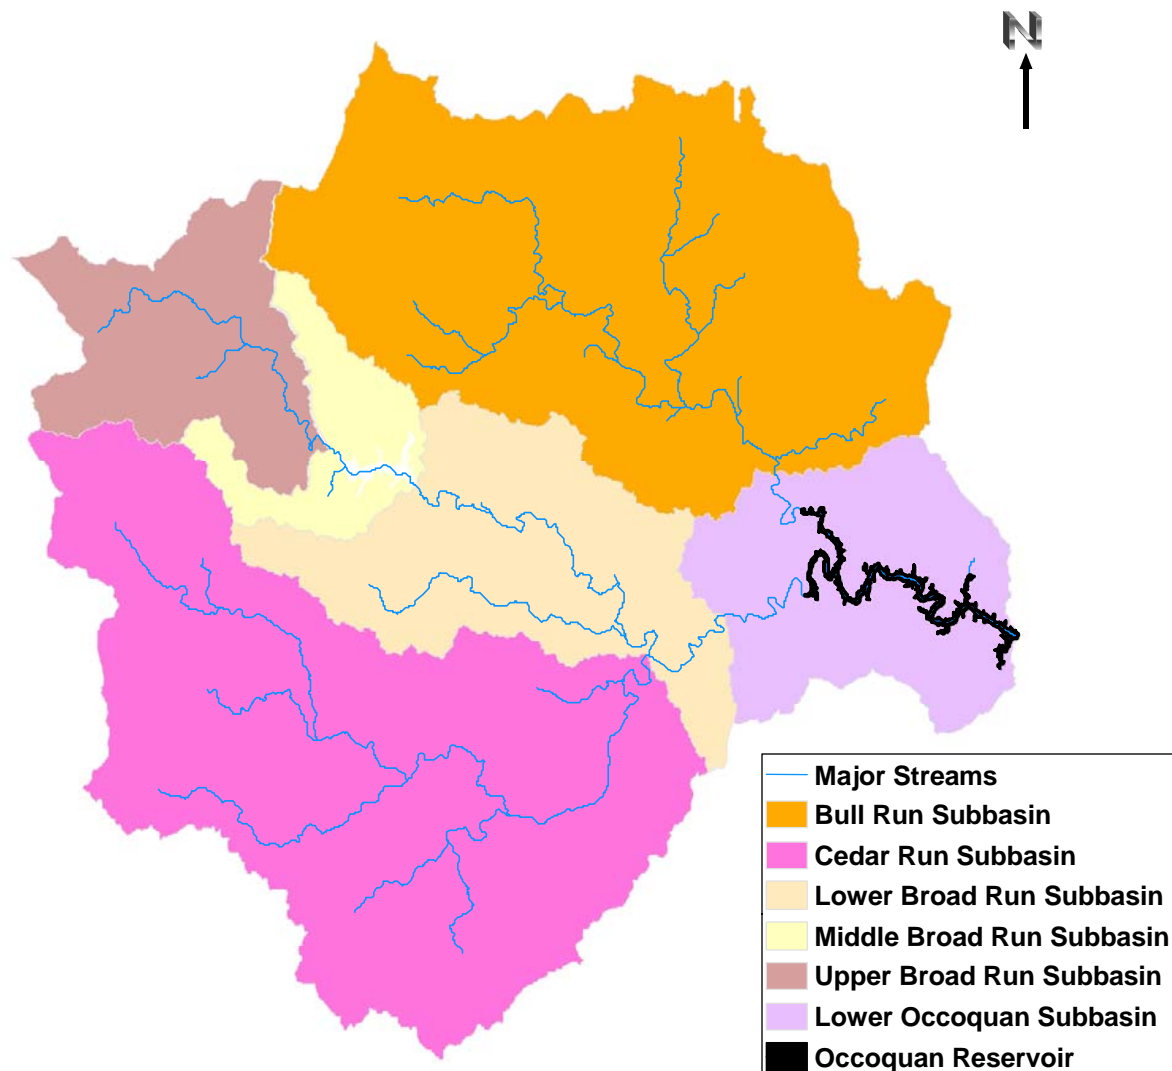 N
Major Streams
Bull Run Subbasin
Cedar Run Subbasin
Lower Broad Run Subbasin
Middle Broad Run Subbasin
Upper Broad Run Subbasin
Lower Occoquan Subbasin
Occoquan Reservoir